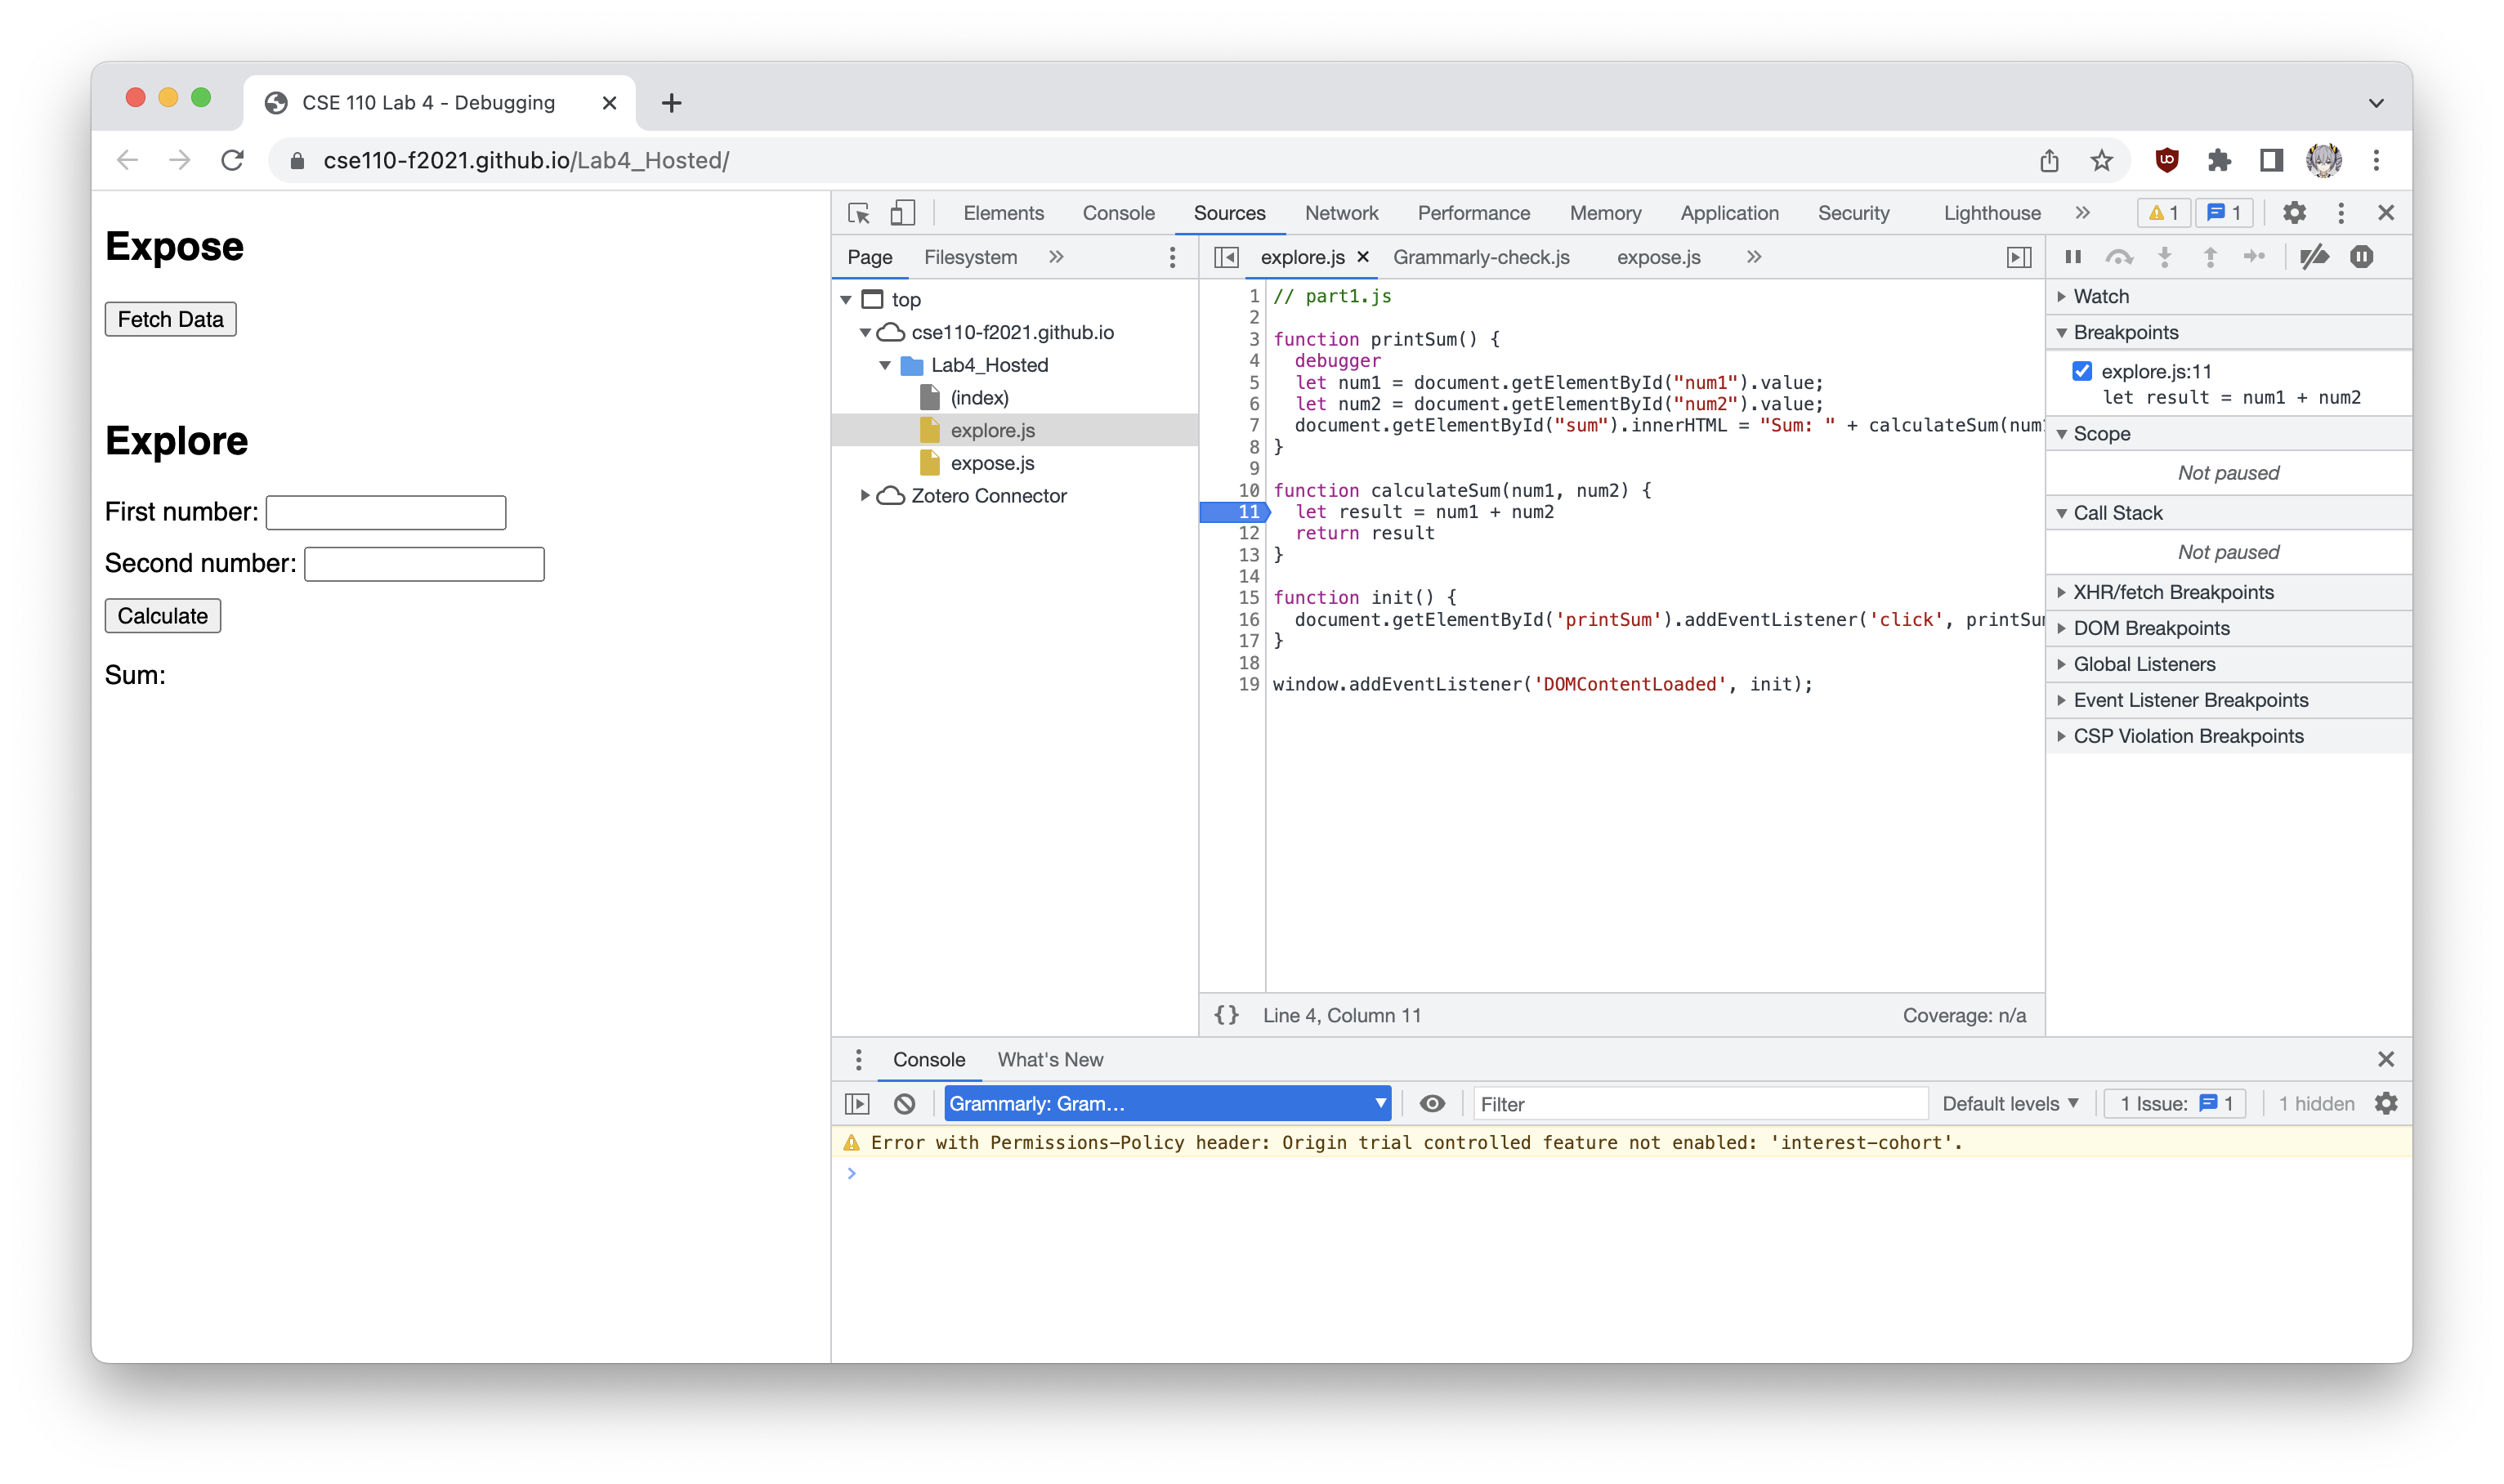 CSE 110 Lab 4 - Debugging
cse110-f2021.github.io/Lab4_Hosted/
Expose
Fetch Data
Explore
First number:
Second number:
Calculate
Sum:
Elements Console Sources Network Performance Memory Application Security Lighthouse 1 1
Page Filesystem
top
cse110-f2021.github.io
Lab4_Hosted
(index)
explore.js
expose.js
Zotero Connector
explore.js Grammarly-check.js expose.js
1 // part1.js
2
3 function printSum() {
4 debugger
5 let num1 = document.getElementById("num1").value;
6 let num2 = document.getElementById("num2").value;
7 document.getElementById("sum").innerHTML = "Sum: " + calculateSum(num
8 }
9
10 function calculateSum(num1, num2) {
11 let result = num1 + num2
12 return result
13 }
14
15 function init() {
16 document.getElementById('printSum').addEventListener('click', printSum
17 }
18
19 window.addEventListener('DOMContentLoaded', init);
{} Line 4, Column 11 Coverage: n/a
Watch
Breakpoints
explore.js:11
let result = num1 + num2
Scope
Not paused
Call Stack
Not paused
XHR/fetch Breakpoints
DOM Breakpoints
Global Listeners
Event Listener Breakpoints
CSP Violation Breakpoints
Console What's New
Grammarly: Gram... Filter Default levels 1 Issue: 1 1 hidden
Error with Permissions-Policy header: Origin trial controlled feature not enabled: 'interest-cohort'.